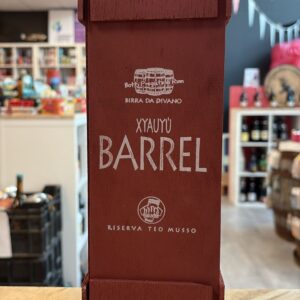 BIRRA DA DIVANO
XYAUYÙ
BARREL
RISERVA TEO MUSSO